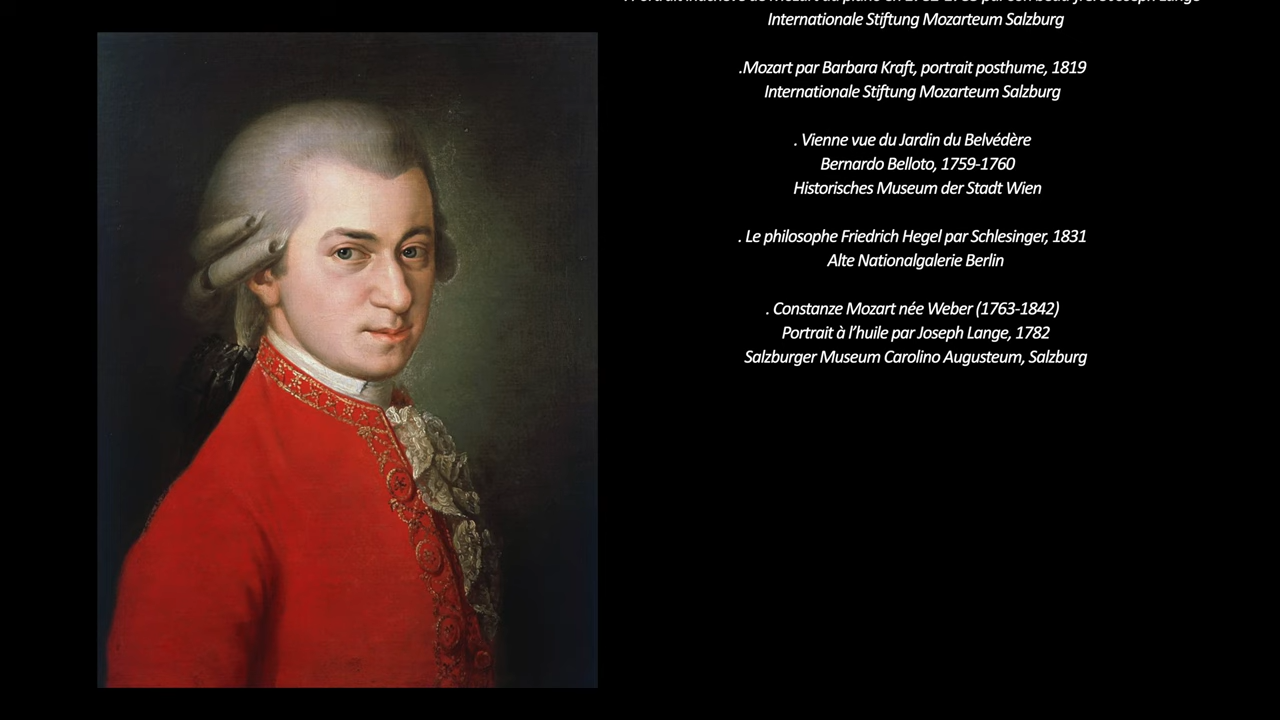 Internationale Stiftung Mozarteum Salzburg
.Mozart par Barbara Kraft, portrait posthume, 1819
Internationale Stiftung Mozarteum Salzburg
. Vienne vue du Jardin du Belvédère
Bernardo Belloto, 1759-1760
Historisches Museum der Stadt Wien
. Le philosophe Friedrich Hegel par Schlesinger, 1831
Alte Nationalgalerie Berlin
. Constanze Mozart née Weber (1763-1842)
Portrait à l’huile par Joseph Lange, 1782
Salzburger Museum Carolino Augusteum, Salzburg